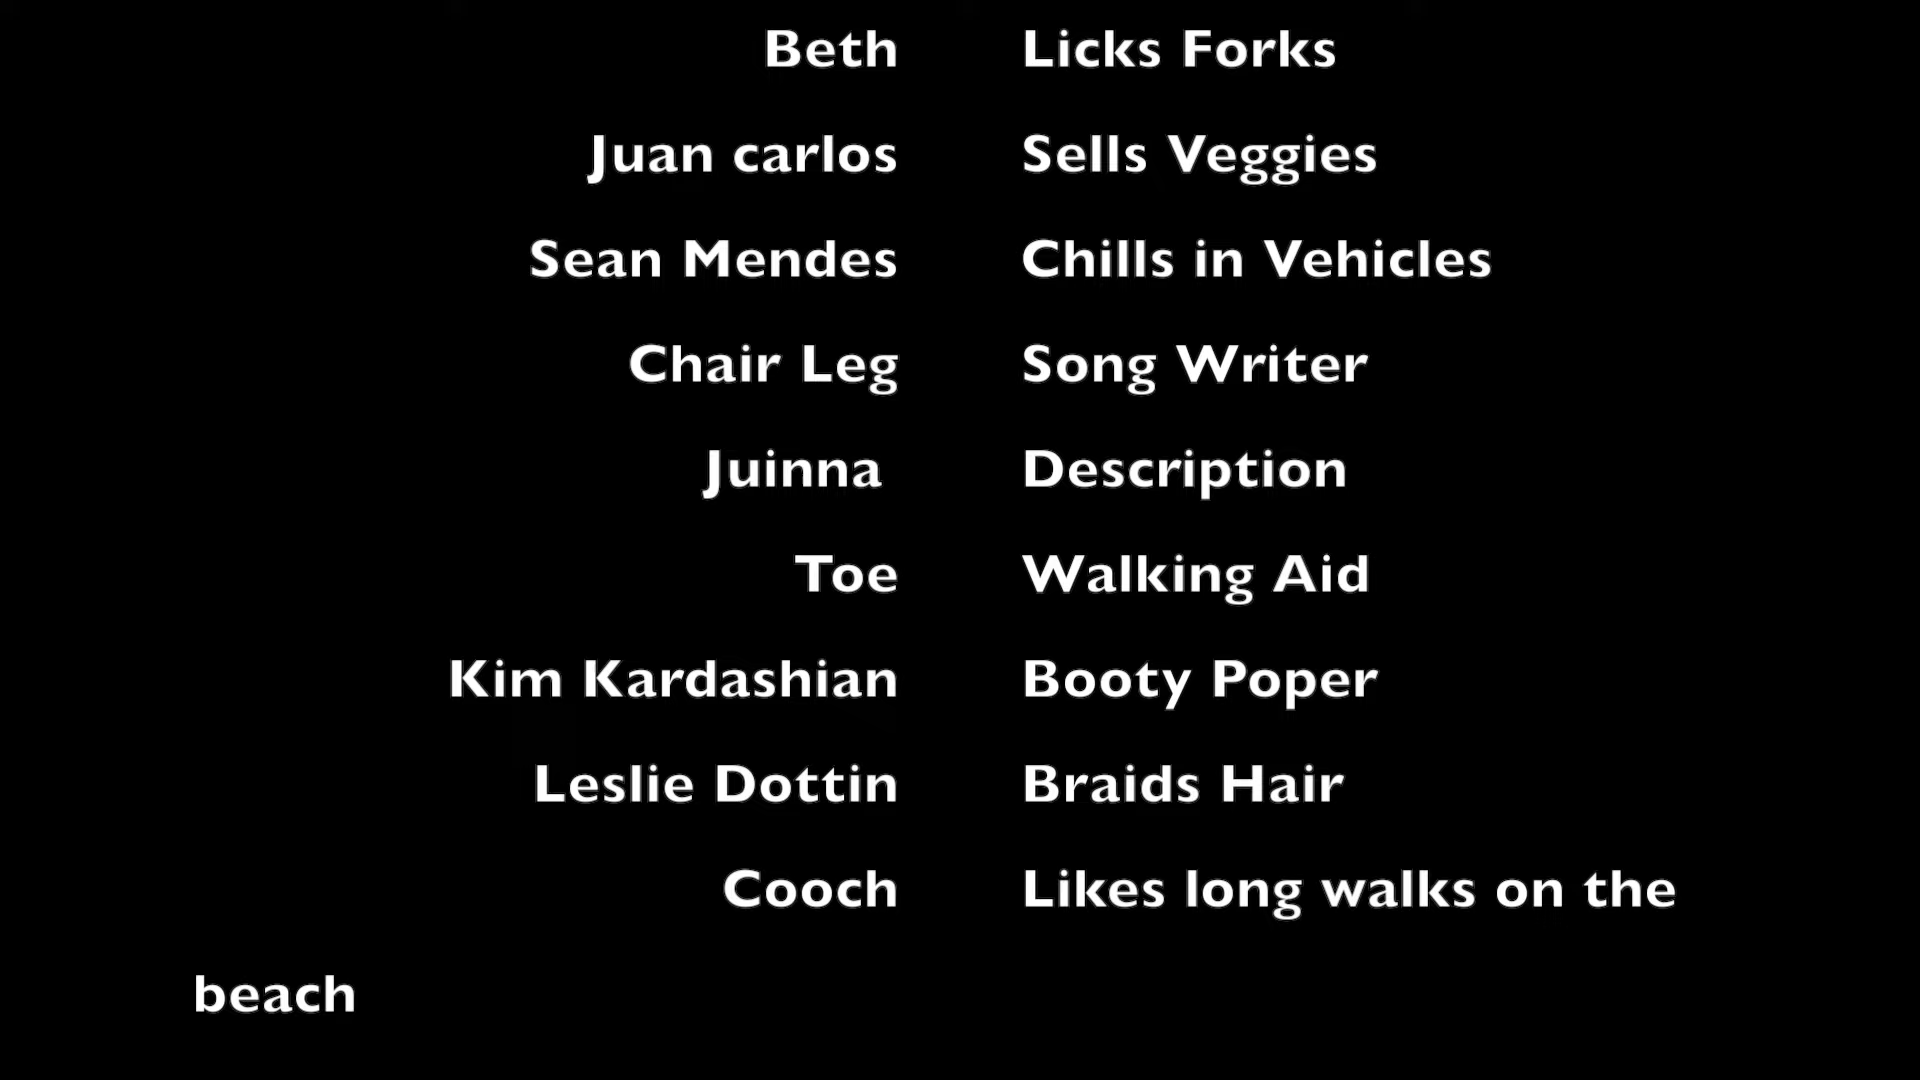 Beth Licks Forks
Juan carlos Sells Veggies
Sean Mendes Chills in Vehicles
Chair Leg Song Writer
Juinna Description
Toe Walking Aid
Kim Kardashian Booty Poper
Leslie Dottin Braids Hair
Cooch Likes long walks on the
beach